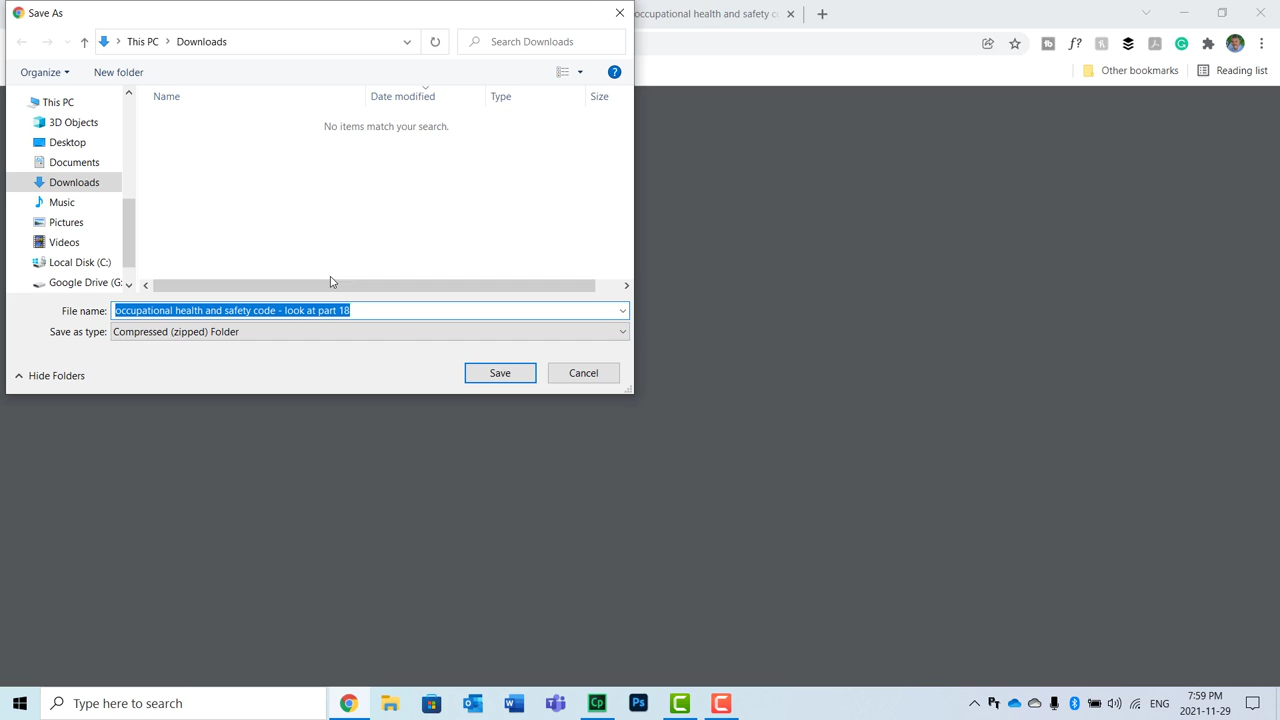 Save As
occupational health and safety c
This PC
Downloads
Search Downloads
Organize
New folder
Other bookmarks
Reading list
Name
Date modified
Type
Size
No items match your search.
This PC
3D Objects
Desktop
Documents
Downloads
Music
Pictures
Videos
Local Disk (C:)
Google Drive (G:
File name:
occupational health and safety code - look at part 18
Save as type:
Compressed (zipped) Folder
Hide Folders
Save
Cancel
Type here to search
Cp
Ps
ENG
7:59 PM
2021-11-29